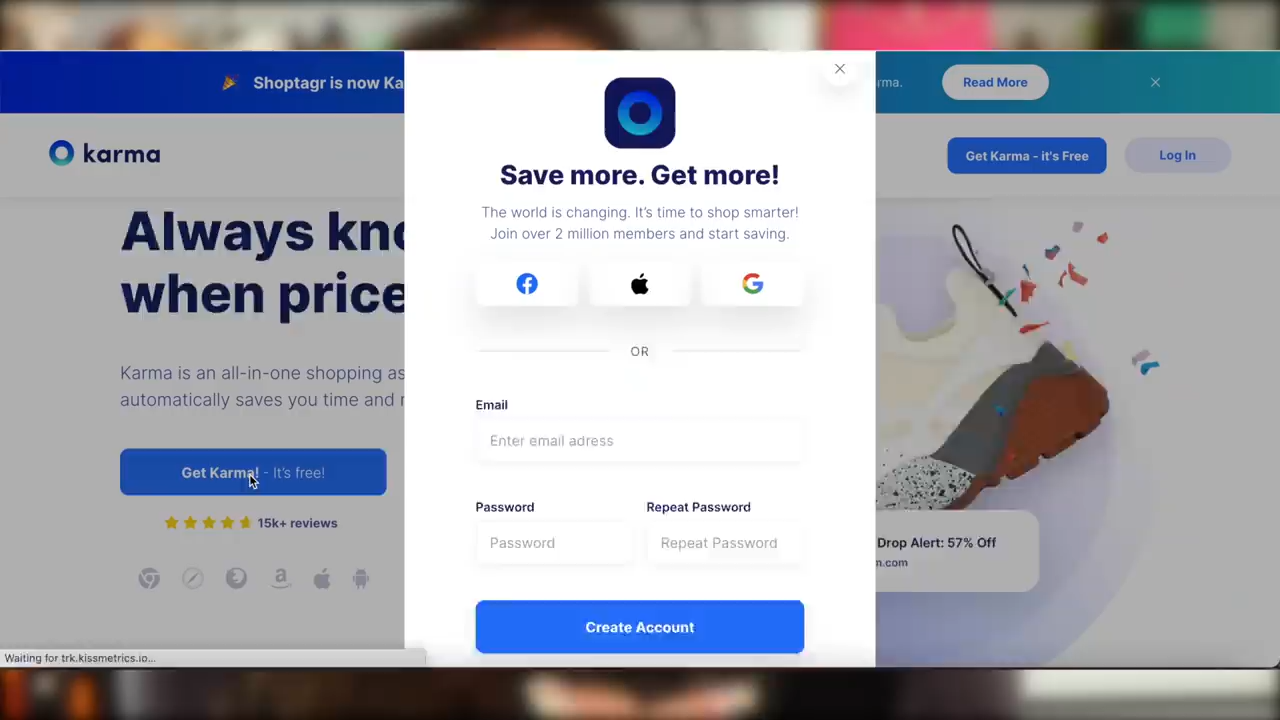 Shoptagr is now Ka
rma.
Read More
karma
Get Karma - it's Free
Log In
Always kno
when price
Karma is an all-in-one shopping as
automatically saves you time and r
Get Karma! - It's free!
15k+ reviews
Save more. Get more!
The world is changing. It's time to shop smarter!
Join over 2 million members and start saving.
OR
Email
Enter email adress
Password
Repeat Password
Password
Repeat Password
Create Account
Drop Alert: 57% Off
m.com
Waiting for trk.kissmetrics.io...